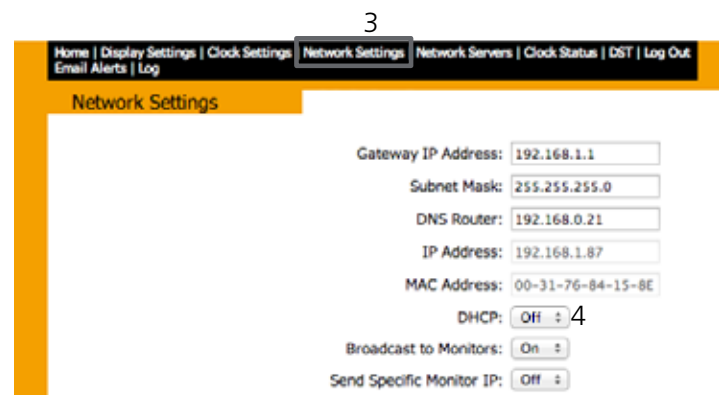 3
Home | Display Settings | Clock Settings | Network Settings | Network Servers | Clock Status | DST | Log Out
Email Alerts | Log
Network Settings
Gateway IP Address: 192.168.1.1
Subnet Mask: 255.255.255.0
DNS Router: 192.168.0.21
IP Address: 192.168.1.87
MAC Address: 00-31-76-84-15-8E
DHCP: Off 4
Broadcast to Monitors: On
Send Specific Monitor IP: Off